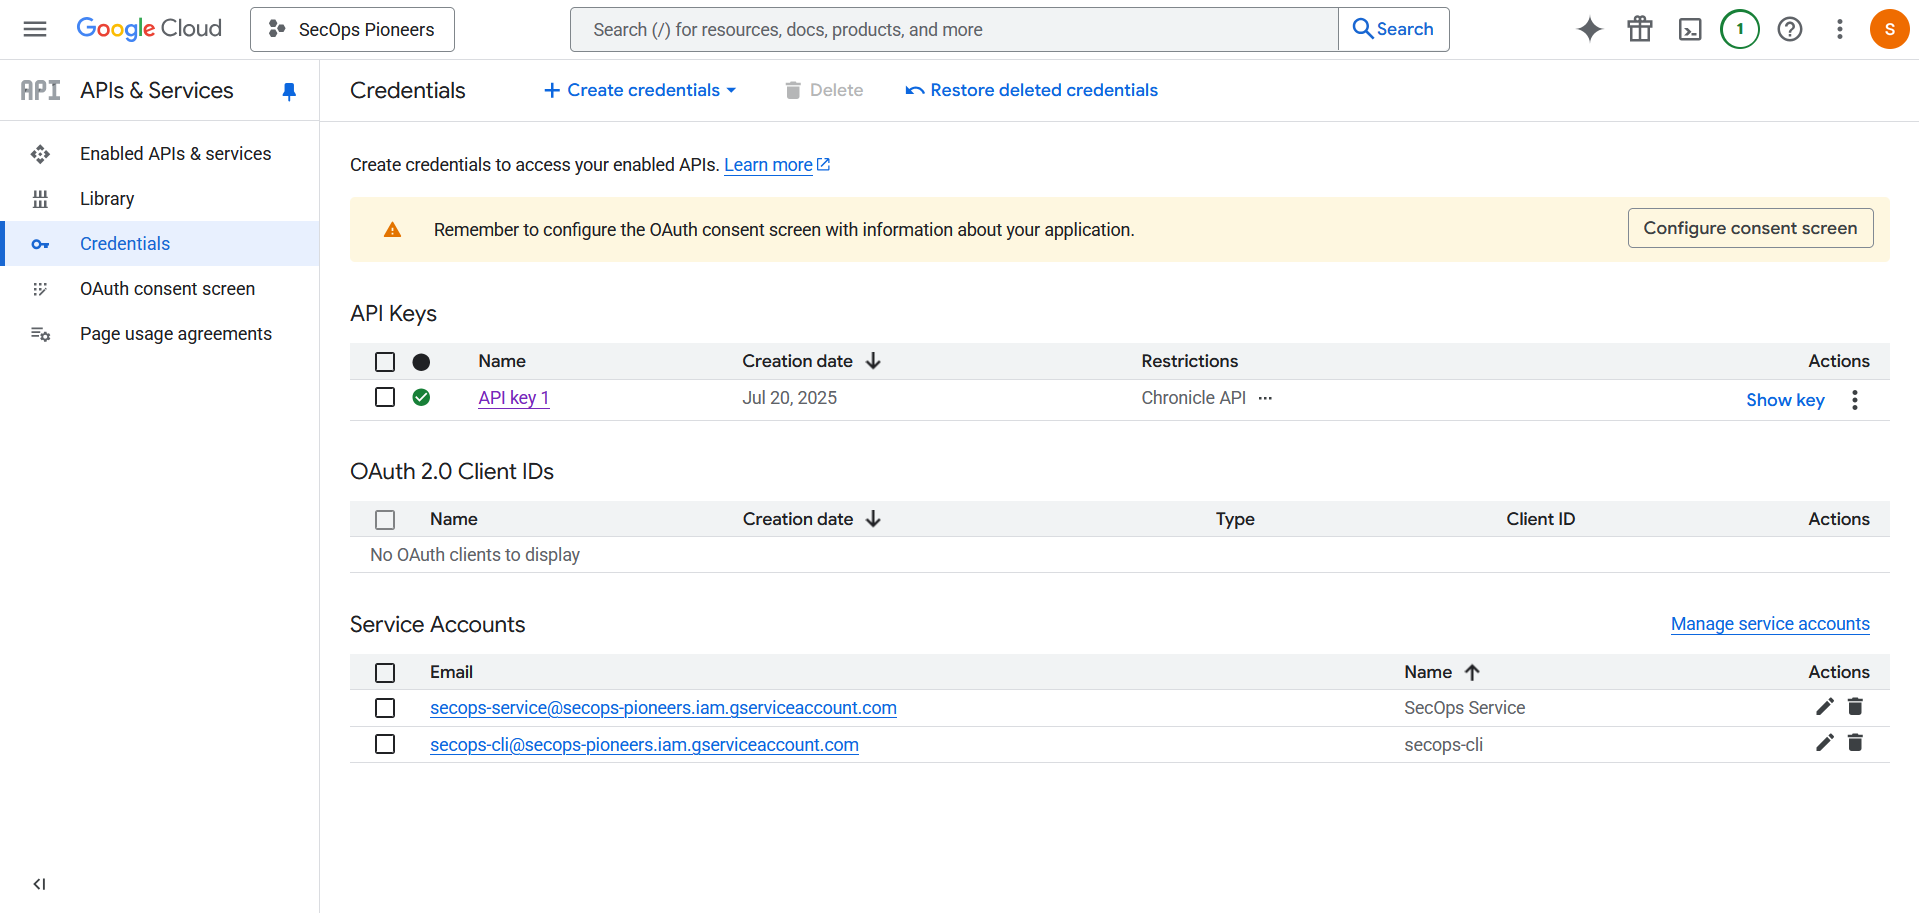 Google Cloud
SecOps Pioneers
Search (/) for resources, docs, products, and more
Search
1
S
API
APIs & Services
Credentials
Create credentials
Delete
Restore deleted credentials
Enabled APIs & services
Library
Credentials
OAuth consent screen
Page usage agreements
Create credentials to access your enabled APIs. Learn more
Remember to configure the OAuth consent screen with information about your application.
Configure consent screen
API Keys
Name Creation date Restrictions Actions
API key 1 Jul 20, 2025 Chronicle API ... Show key
OAuth 2.0 Client IDs
Name Creation date Type Client ID Actions
No OAuth clients to display
Service Accounts
Manage service accounts
Email Name Actions
secops-service@secops-pioneers.iam.gserviceaccount.com SecOps Service
secops-cli@secops-pioneers.iam.gserviceaccount.com secops-cli